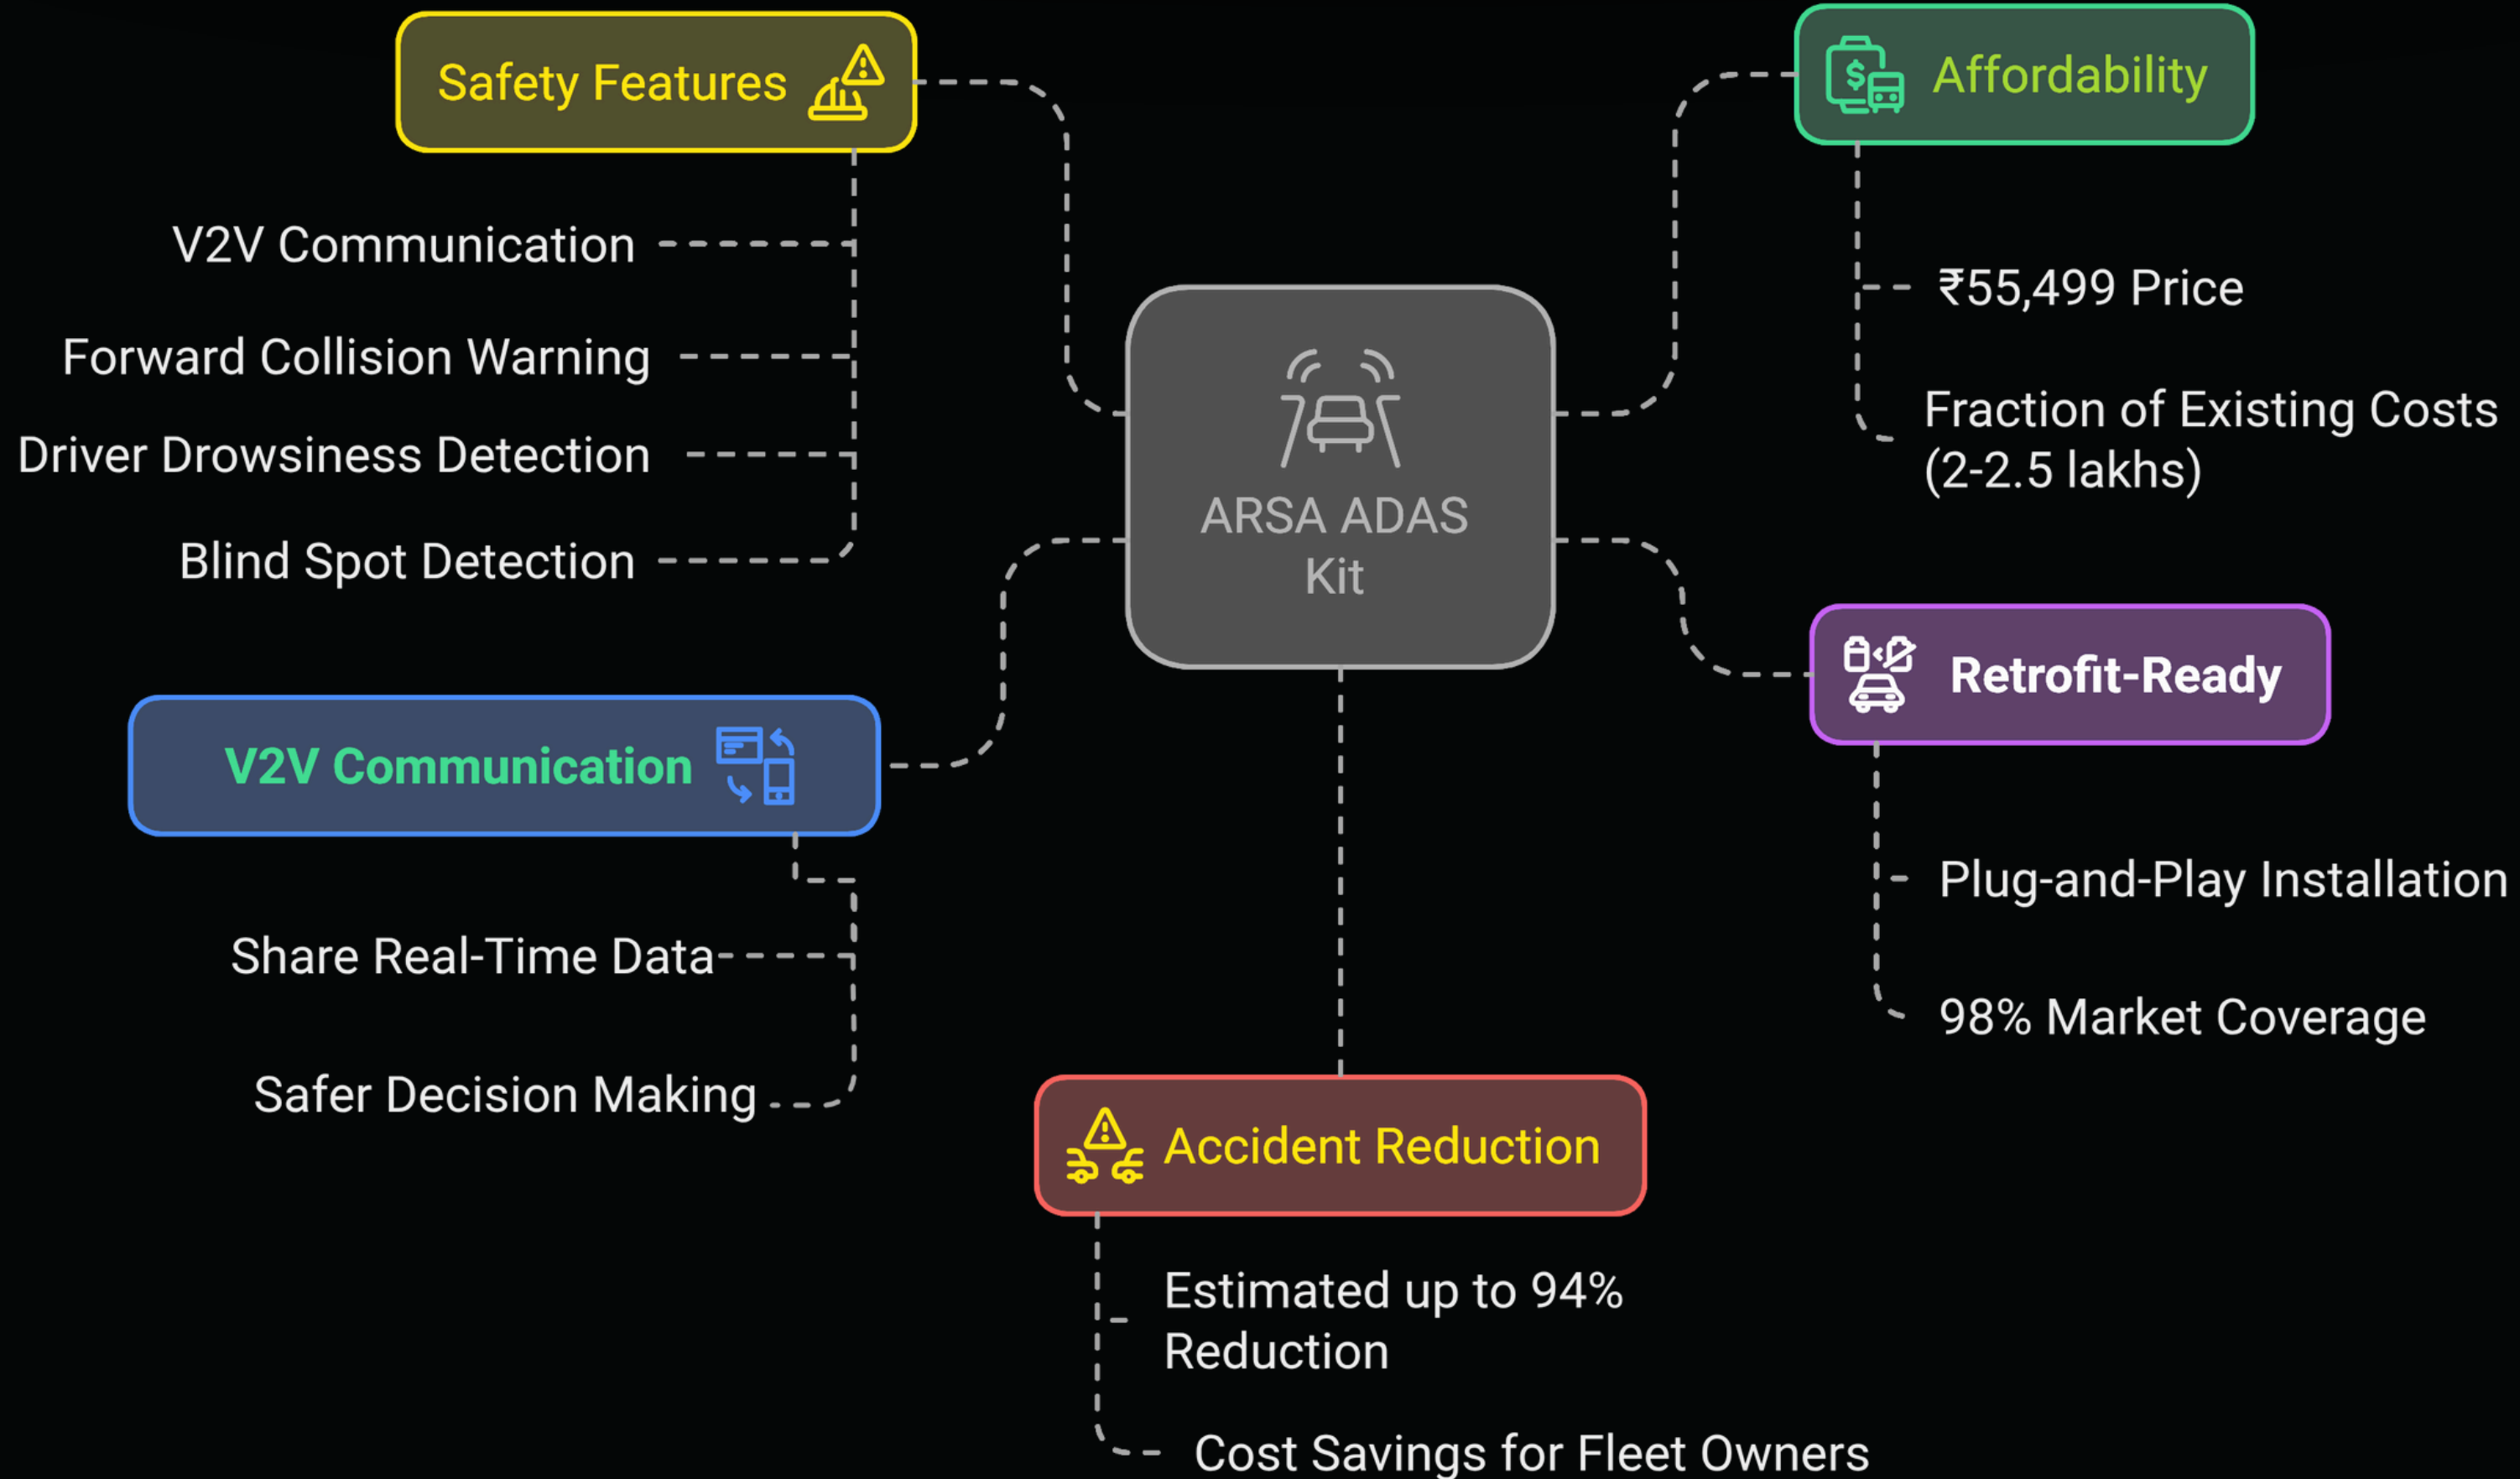 Safety Features
V2V Communication
Forward Collision Warning
Driver Drowsiness Detection
Blind Spot Detection
Affordability
₹55,499 Price
Fraction of Existing Costs
(2-2.5 lakhs)
ARSA ADAS
Kit
V2V Communication
Share Real-Time Data
Safer Decision Making
Retrofit-Ready
Plug-and-Play Installation
98% Market Coverage
Accident Reduction
Estimated up to 94%
Reduction
Cost Savings for Fleet Owners